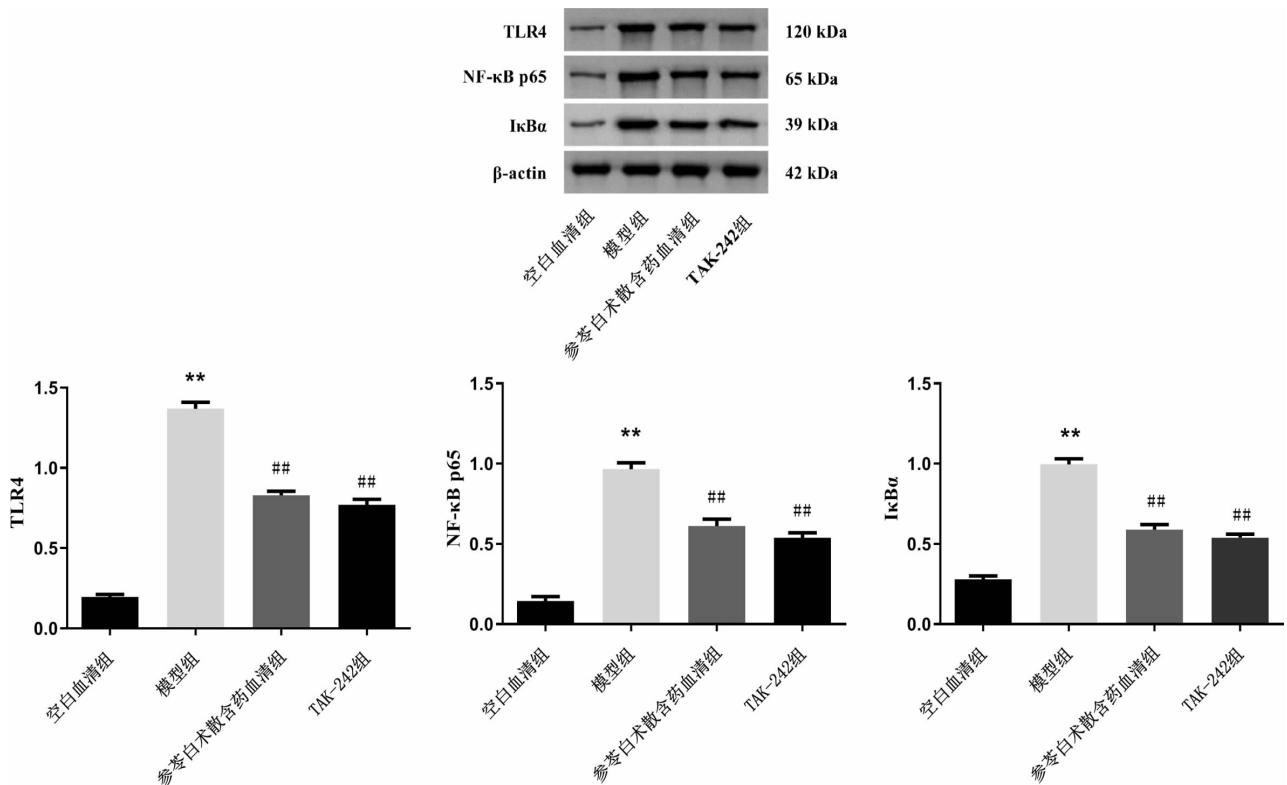 TLR4 120 kDa
NF-κB p65 65 kDa
IκBα 39 kDa
β-actin 42 kDa
空白血清组
模型组
参苓白术散含药血清组
TAK-242组
TLR4
1.5
1.0
0.5
0.0
**
##
##
空白血清组
模型组
参苓白术散含药血清组
TAK-242组
NF-κB p65
1.5
1.0
0.5
0.0
**
##
##
空白血清组
模型组
参苓白术散含药血清组
TAK-242组
IκBα
1.5
1.0
0.5
0.0
**
##
##
空白血清组
模型组
参苓白术散含药血清组
TAK-242组